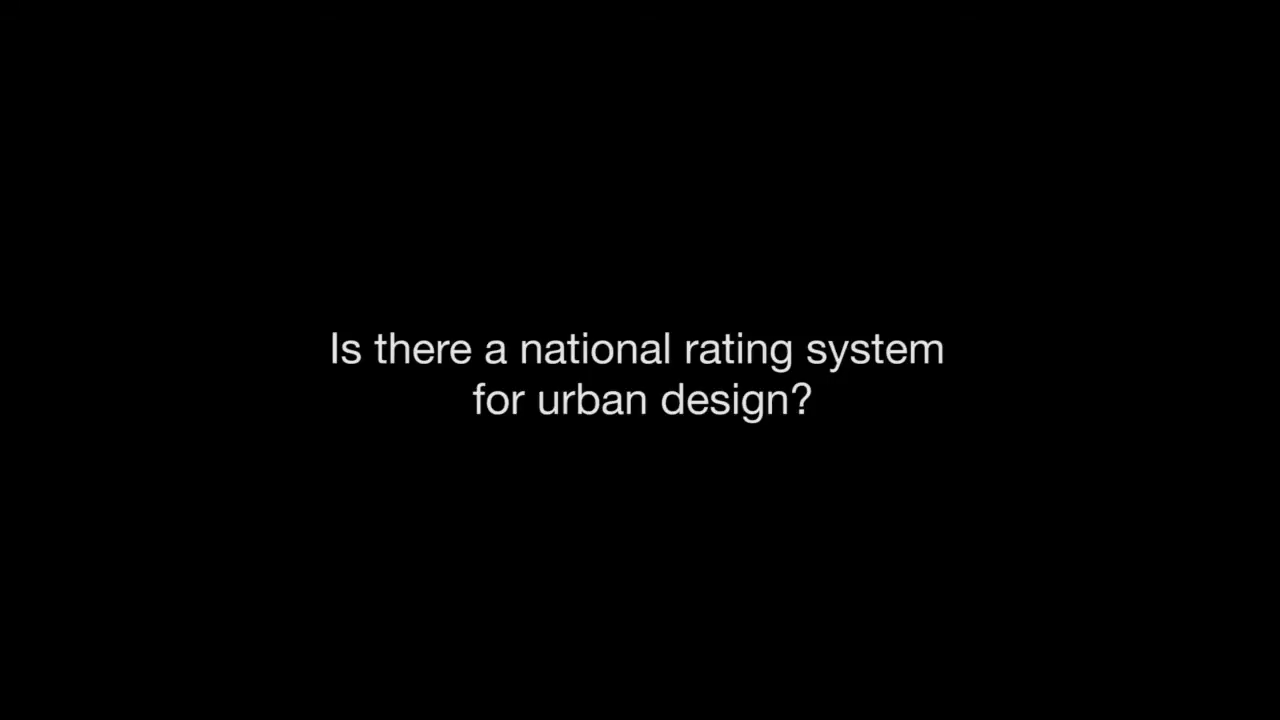 Is there a national rating system
for urban design?